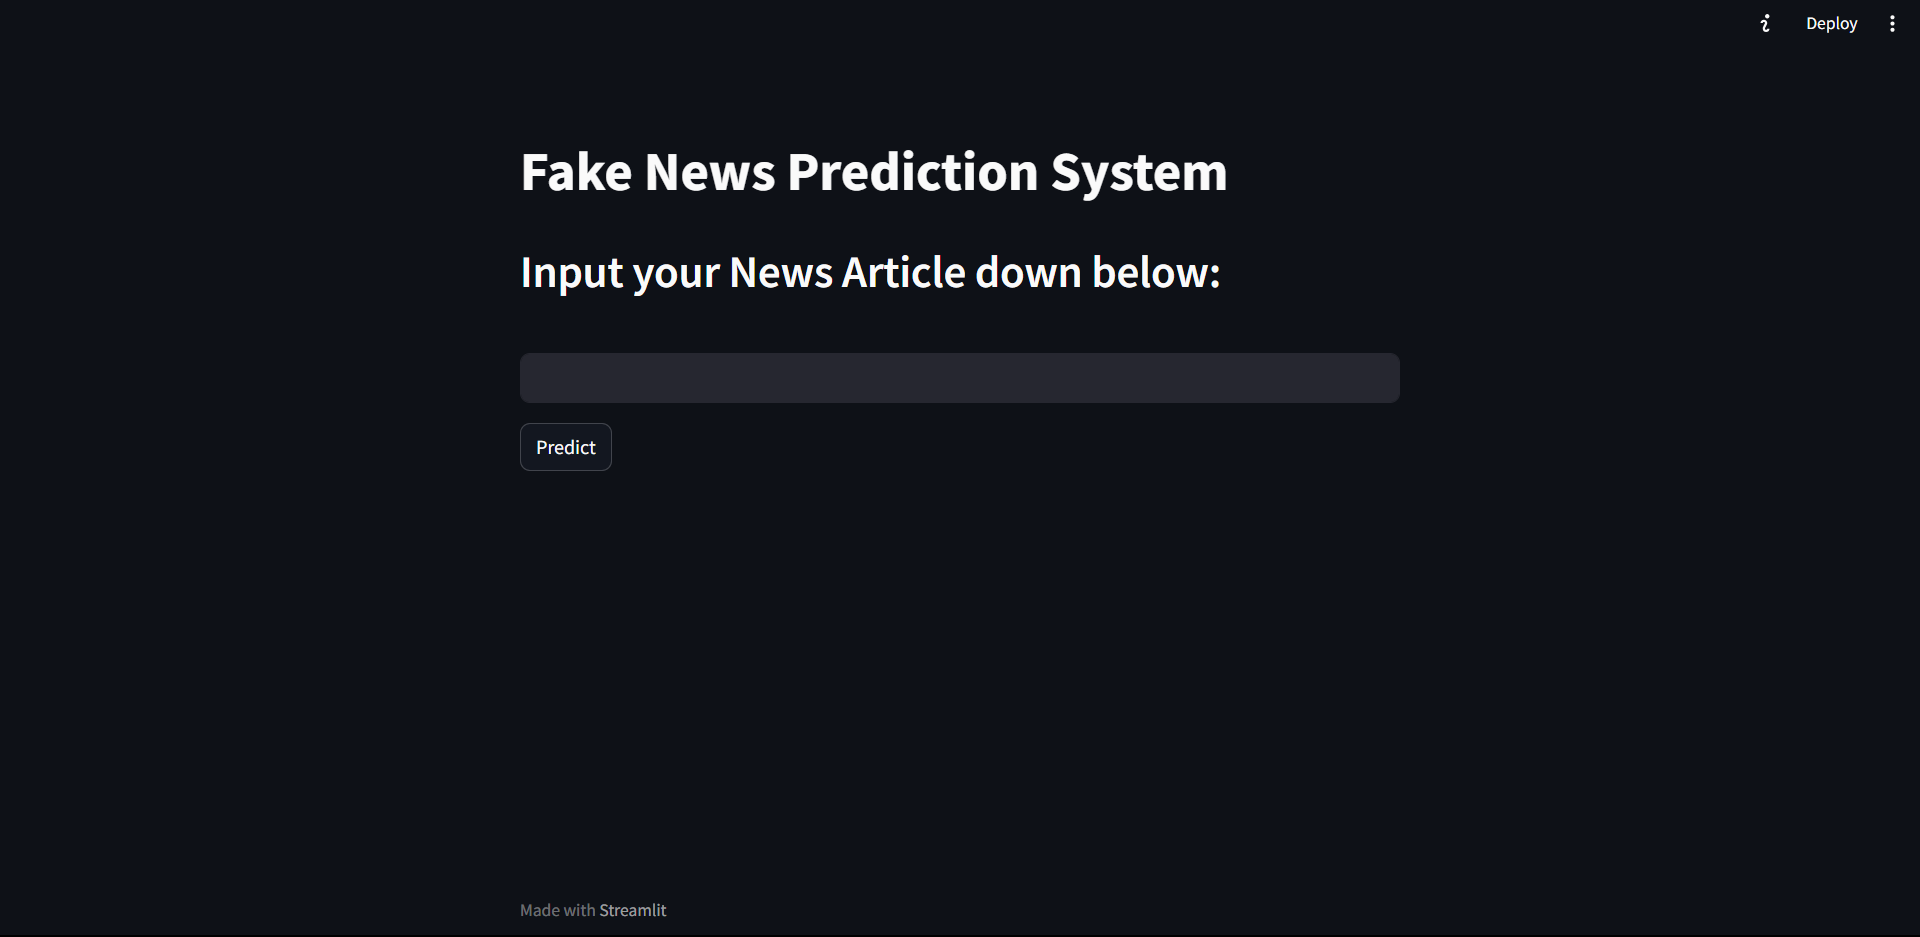 Deploy
Fake News Prediction System
Input your News Article down below:
Predict
Made with Streamlit